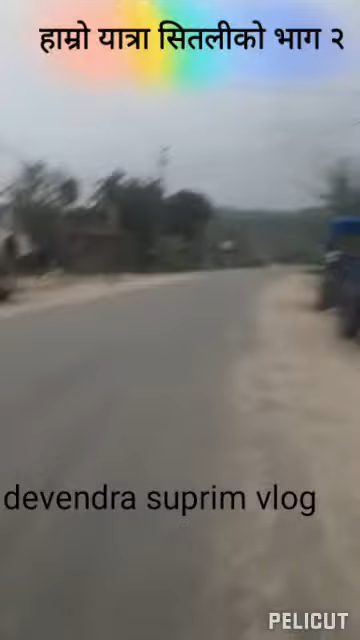 हाम्रो यात्रा सितलीको भाग २
devendra suprim vlog
PELICUT